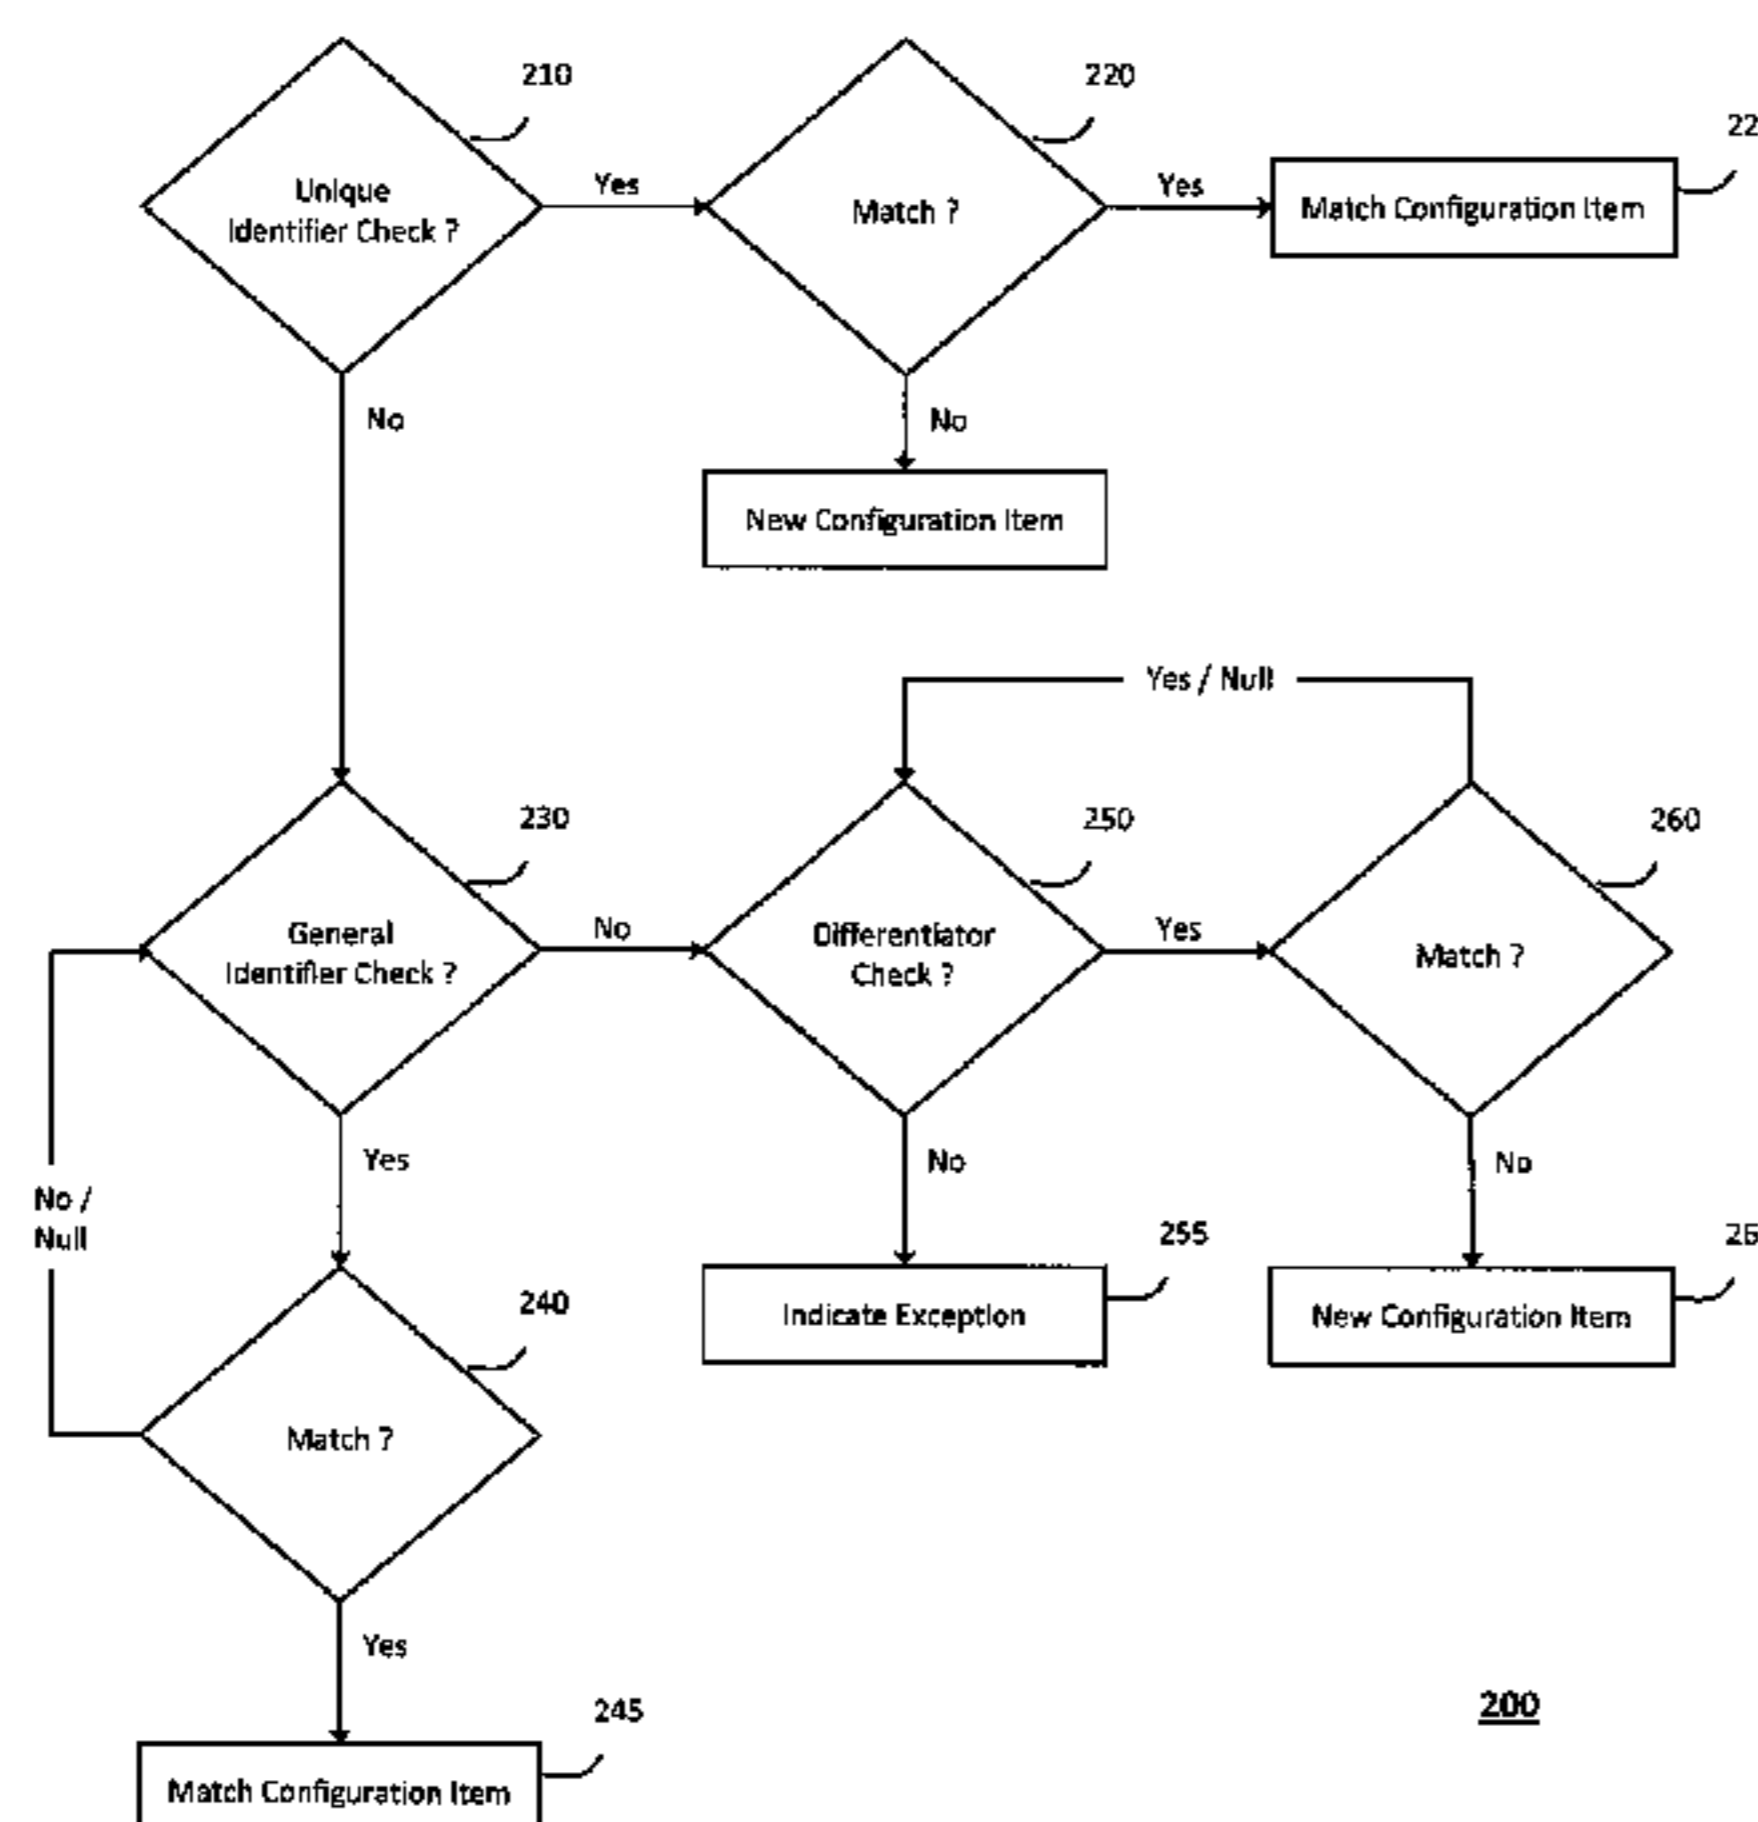 210
220
22
Unique
Identifier Check ?
Yes
Match ?
Yes
Match Configuration Item
No
No
New Configuration Item
Yes / Null
230
250
260
General
Identifier Check ?
No
Differentiator
Check ?
Yes
Match ?
Yes
No
No
No /
Null
255
26
240
Indicate Exception
New Configuration Item
Match ?
Yes
245
200
Match Configuration Item